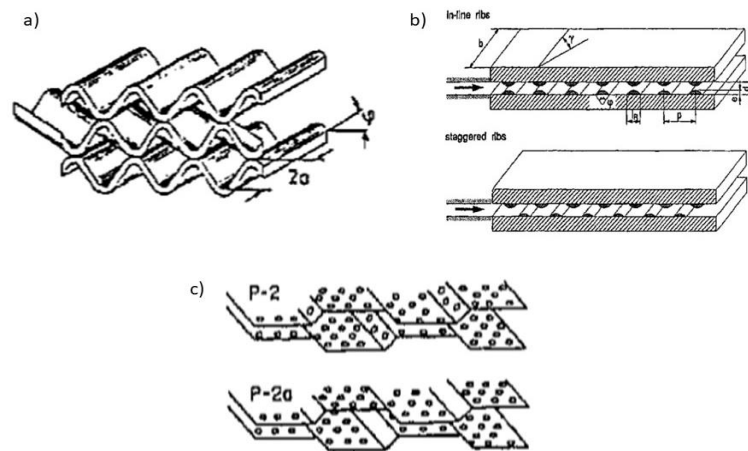 a)
φ
2a
b)
in-line ribs
b
γ
φ
e
p
staggered ribs
c)
P-2
P-2a